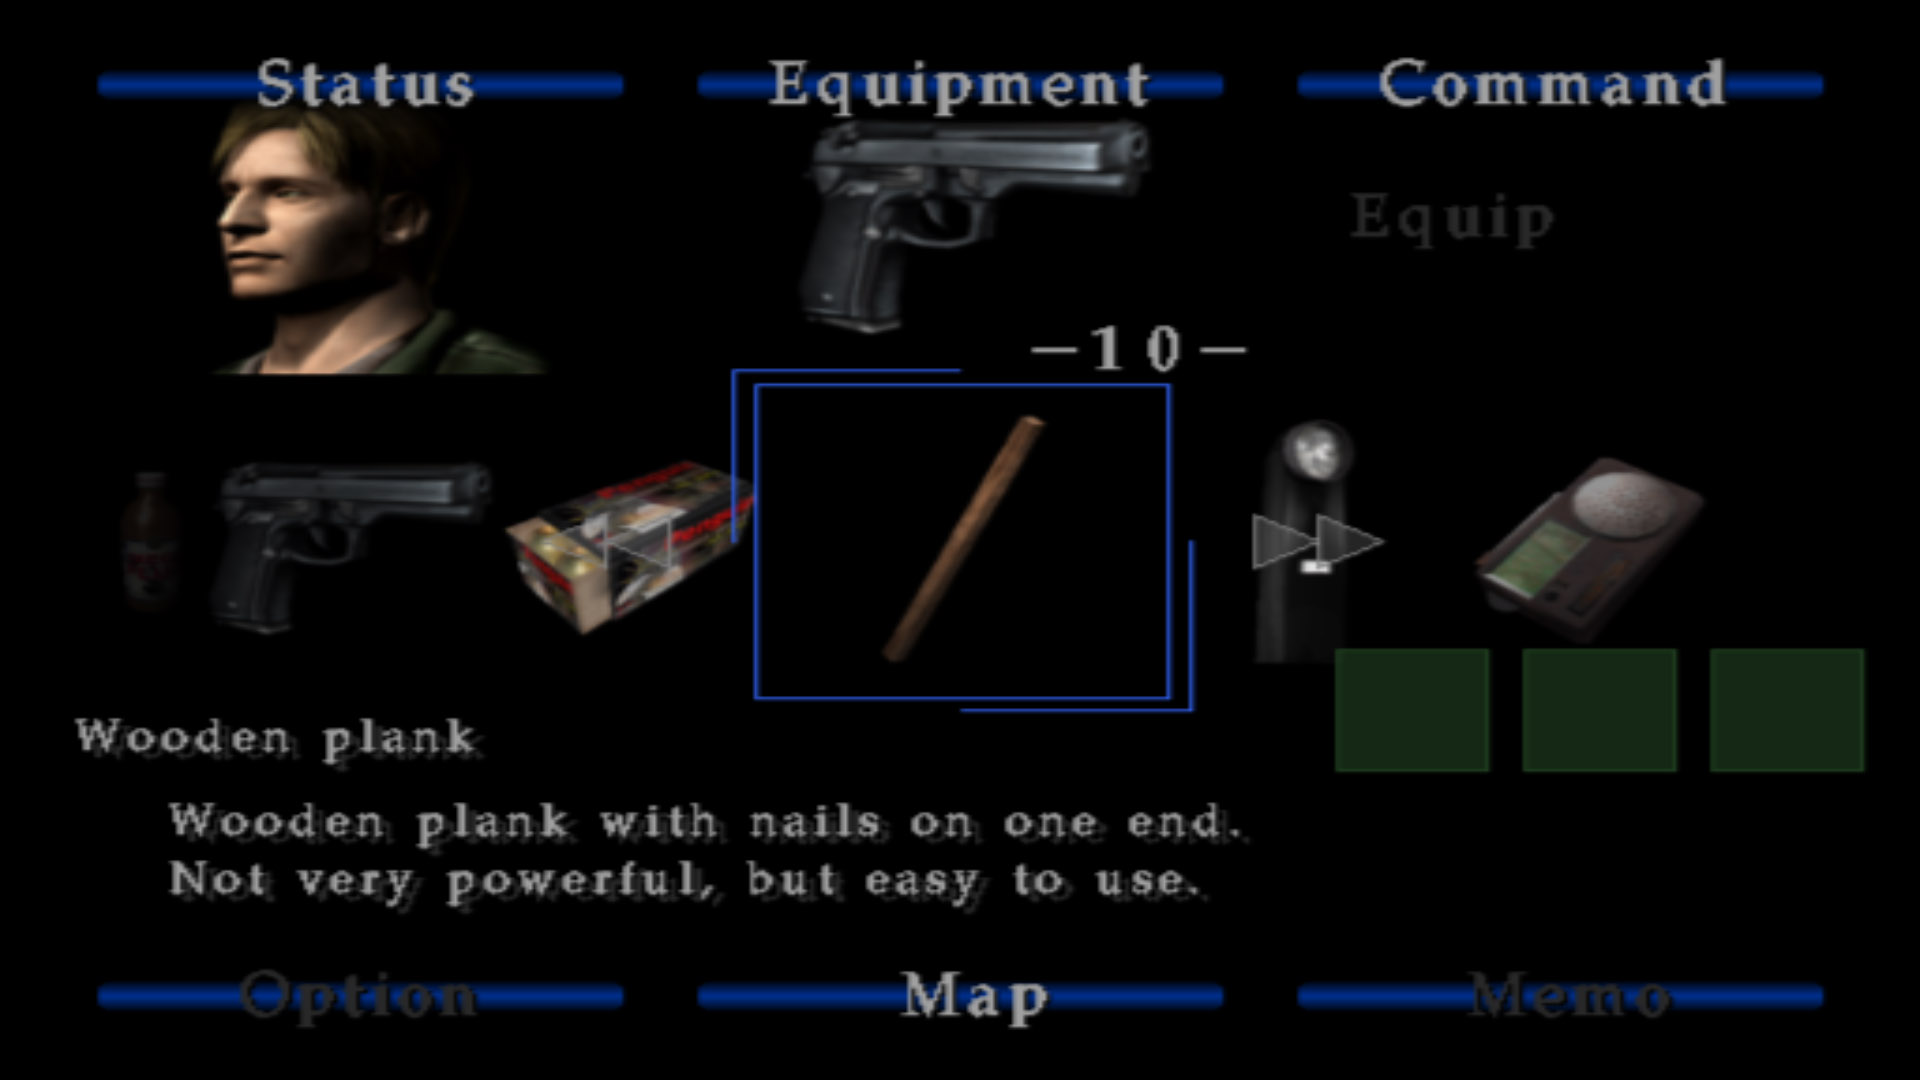 Status
Equipment
Command
Equip
-10-
Wooden plank
Wooden plank with nails on one end.
Not very powerful, but easy to use.
Option
Map
Memo